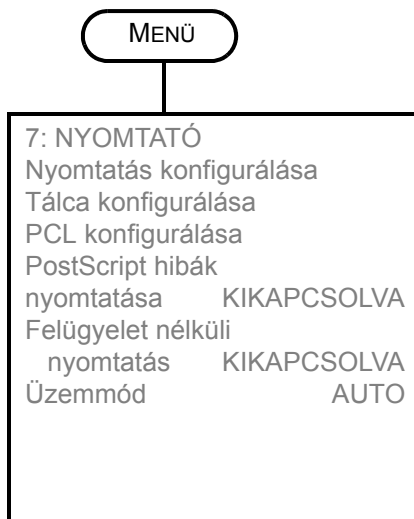 MENÜ
7: NYOMTATÓ
Nyomtatás konfigurálása
Tálca konfigurálása
PCL konfigurálása
PostScript hibák
nyomtatása KIKAPCSOLVA
Felügyelet nélküli
nyomtatás KIKAPCSOLVA
Üzemmód AUTO